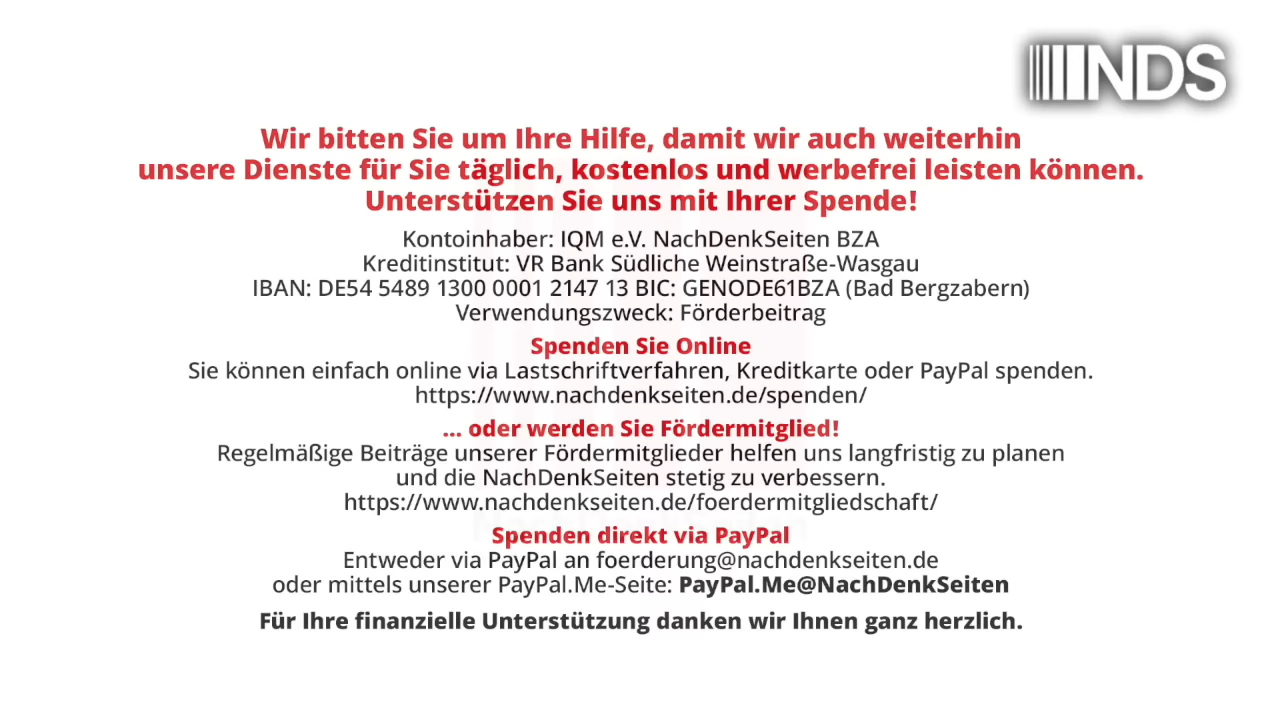 NDS
Wir bitten Sie um Ihre Hilfe, damit wir auch weiterhin
unsere Dienste für Sie täglich, kostenlos und werbefrei leisten können.
Unterstützen Sie uns mit Ihrer Spende!
Kontoinhaber: IQM e.V. NachDenkSeiten BZA
Kreditinstitut: VR Bank Südliche Weinstraße-Wasgau
IBAN: DE54 5489 1300 0001 2147 13 BIC: GENODE61BZA (Bad Bergzabern)
Verwendungszweck: Förderbeitrag
Spenden Sie Online
Sie können einfach online via Lastschriftverfahren, Kreditkarte oder PayPal spenden.
https://www.nachdenkseiten.de/spenden/
... oder werden Sie Fördermitglied!
Regelmäßige Beiträge unserer Fördermitglieder helfen uns langfristig zu planen
und die NachDenkSeiten stetig zu verbessern.
https://www.nachdenkseiten.de/foerdermitgliedschaft/
Spenden direkt via PayPal
Entweder via PayPal an foerderung@nachdenkseiten.de
oder mittels unserer PayPal.Me-Seite: PayPal.Me@NachDenkSeiten
Für Ihre finanzielle Unterstützung danken wir Ihnen ganz herzlich.